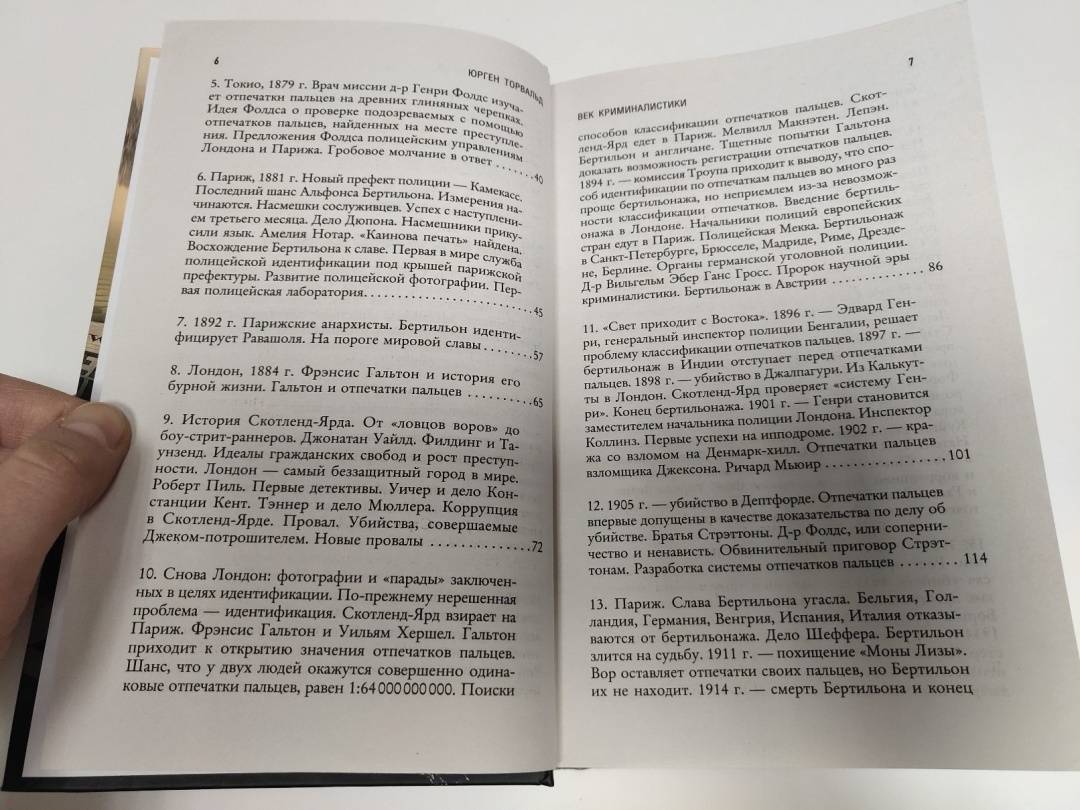 6
ЮРГЕН ТОРВАЛЬД
5. Токио, 1879 г. Врач миссии д-р Генри Фолдс изуча-
ет отпечатки пальцев на древних глиняных черепках.
Идея Фолдса о проверке подозреваемых с помощью
отпечатков пальцев, найденных на месте преступле-
ния. Предложения Фолдса полицейским управлениям
Лондона и Парижа. Гробовое молчание в ответ . . . . . . . 40
6. Париж, 1881 г. Новый префект полиции — Камекасс.
Последний шанс Альфонса Бертильона. Измерения на-
чинаются. Насмешки сослуживцев. Успех с наступлени-
ем третьего месяца. Дело Дюпона. Насмешники прику-
сили язык. Амелия Нотар. «Каинова печать» найдена.
Восхождение Бертильона к славе. Первая в мире служба
полицейской идентификации под крышей парижской
префектуры. Развитие полицейской фотографии. Пер-
вая полицейская лаборатория. . . . . . . . . . . . . . . . . . . . . . . 45
7. 1892 г. Парижские анархисты. Бертильон иденти-
фицирует Равашоля. На пороге мировой славы . . . . . . . 57
8. Лондон, 1884 г. Фрэнсис Гальтон и история его
бурной жизни. Гальтон и отпечатки пальцев . . . . . . . . . . 65
9. История Скотленд-Ярда. От «ловцов воров» до
боу-стрит-раннеров. Джонатан Уайлд. Филдинг и Та-
унзенд. Идеалы гражданских свобод и рост преступ-
ности. Лондон — самый беззащитный город в мире.
Роберт Пиль. Первые детективы. Уичер и дело Кон-
станции Кент. Тэннер и дело Мюллера. Коррупция
в Скотленд-Ярде. Провал. Убийства, совершаемые
Джеком-потрошителем. Новые провалы . . . . . . . . . . . . . 72
10. Снова Лондон: фотографии и «парады» заключен-
ных в целях идентификации. По-прежнему нерешенная
проблема — идентификация. Скотленд-Ярд взирает на
Париж. Фрэнсис Гальтон и Уильям Хершел. Гальтон
приходит к открытию значения отпечатков пальцев.
Шанс, что у двух людей окажутся совершенно одина-
ковые отпечатки пальцев, равен 1:64 000 000 000. Поиски
7
ВЕК КРИМИНАЛИСТИКИ
способов классификации отпечатков пальцев. Скот-
ленд-Ярд едет в Париж. Мелвилл Макнэтен. Лепэн.
Бертильон и англичане. Тщетные попытки Гальтона
доказать возможность регистрации отпечатков пальцев.
1894 г. — комиссия Троупа приходит к выводу, что спо-
соб идентификации по отпечаткам пальцев во много раз
проще бертильонажа, но неприемлем из-за невозмож-
ности классификации отпечатков. Введение бертиль-
онажа в Лондоне. Начальники полиций европейских
стран едут в Париж. Полицейская Мекка. Бертильонаж
в Санкт-Петербурге, Брюсселе, Мадриде, Риме, Дрезде-
не, Берлине. Органы германской уголовной полиции.
Д-р Вильгельм Эбер Ганс Гросс. Пророк научной эры
криминалистики. Бертильонаж в Австрии . . . . . . . . . . . . 86
11. «Свет приходит с Востока». 1896 г. — Эдвард Ген-
ри, генеральный инспектор полиции Бенгалии, решает
проблему классификации отпечатков пальцев. 1897 г. —
бертильонаж в Индии отступает перед отпечатками
пальцев. 1898 г. — убийство в Джалпагури. Из Калькут-
ты в Лондон. Скотленд-Ярд проверяет «систему Ген-
ри». Конец бертильонажа. 1901 г. — Генри становится
заместителем начальника полиции Лондона. Инспектор
Коллинз. Первые успехи на ипподроме. 1902 г. — кра-
жа со взломом на Денмарк-хилл. Отпечатки пальцев
взломщика Джексона. Ричард Мьюир . . . . . . . . . . . . . . . 101
12. 1905 г. — убийство в Дептфорде. Отпечатки пальцев
впервые допущены в качестве доказательства по делу об
убийстве. Братья Стрэттоны. Д-р Фолдс, или соперни-
чество и ненависть. Обвинительный приговор Стрэт-
тонам. Разработка системы отпечатков пальцев . . . . . . . . 114
13. Париж. Слава Бертильона угасла. Бельгия, Гол-
ландия, Германия, Венгрия, Испания, Италия отказы-
ваются от бертильонажа. Дело Шеффера. Бертильон
злится на судьбу. 1911 г. — похищение «Моны Лизы».
Вор оставляет отпечатки своих пальцев, но Бертильон
их не находит. 1914 г. — смерть Бертильона и конец